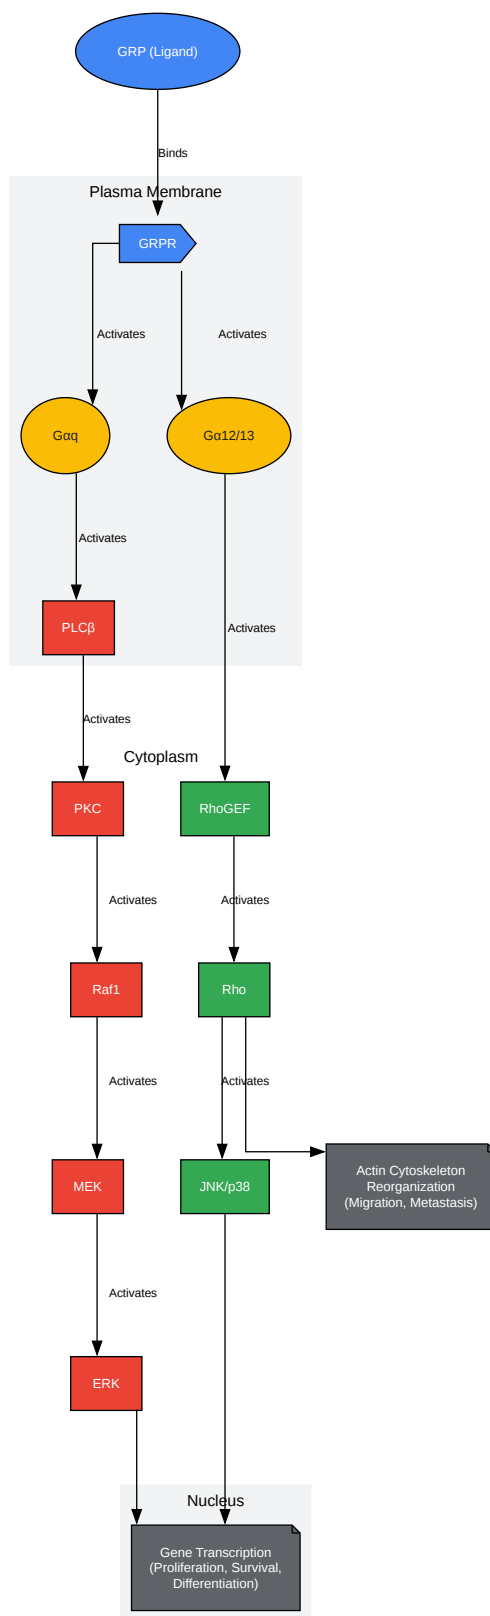 GRP (Ligand)
Binds
Plasma Membrane
GRPR
Activates
Activates
Gαq
Gα12/13
Activates
PLCβ
Activates
Activates
Cytoplasm
PKC
RhoGEF
Activates
Activates
Raf1
Rho
Activates
Activates
MEK
JNK/p38
Actin Cytoskeleton
Reorganization
(Migration, Metastasis)
Activates
ERK
Nucleus
Gene Transcription
(Proliferation, Survival,
Differentiation)